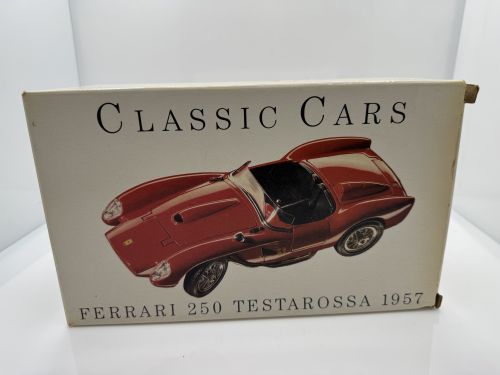 CLASSIC CARS
FERRARI 250 TESTAROSSA 1957